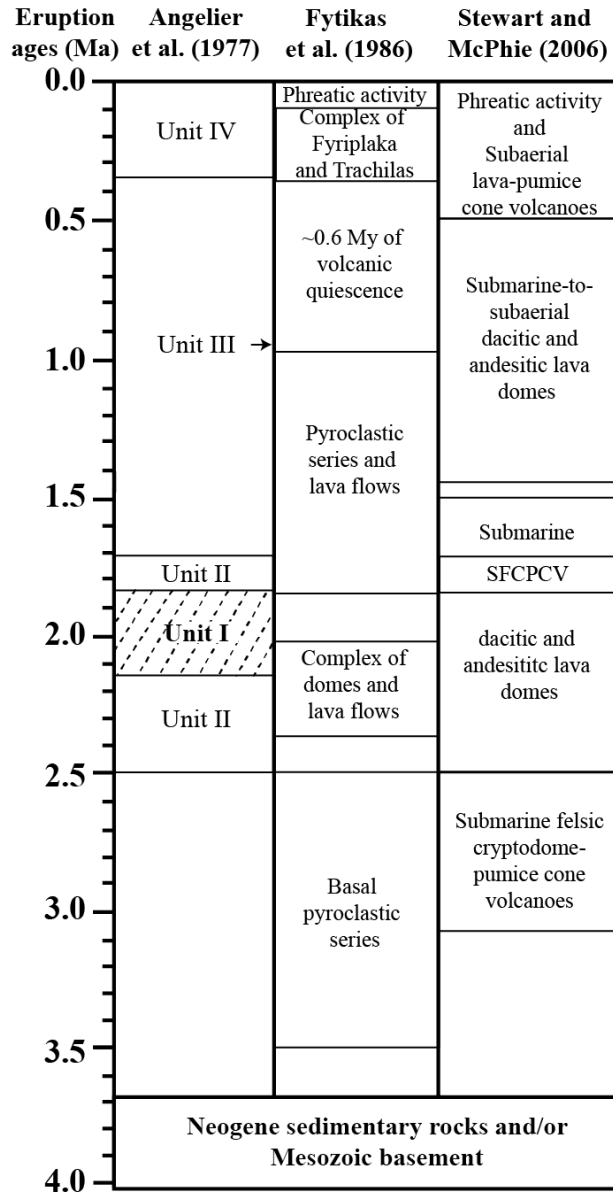 Eruption
ages (Ma)
Angelier
et al. (1977)
Fytikas
et al. (1986)
Stewart and
McPhie (2006)
0.0
0.5
1.0
1.5
2.0
2.5
3.0
3.5
4.0
Unit IV
Unit III
Unit II
Unit I
Unit II
Phreatic activity
Complex of
Fyriplaka
and Trachilas
~0.6 My of
volcanic
quiescence
Pyroclastic
series and
lava flows
Complex of
domes and
lava flows
Basal
pyroclastic
series
Phreatic activity
and
Subaerial
lava-pumice
cone volcanoes
Submarine-to-
subaerial
dacitic and
andesitic lava
domes
Submarine
SFCPCV
dacitic and
andesititc lava
domes
Submarine felsic
cryptodome-
pumice cone
volcanoes
Neogene sedimentary rocks and/or
Mesozoic basement